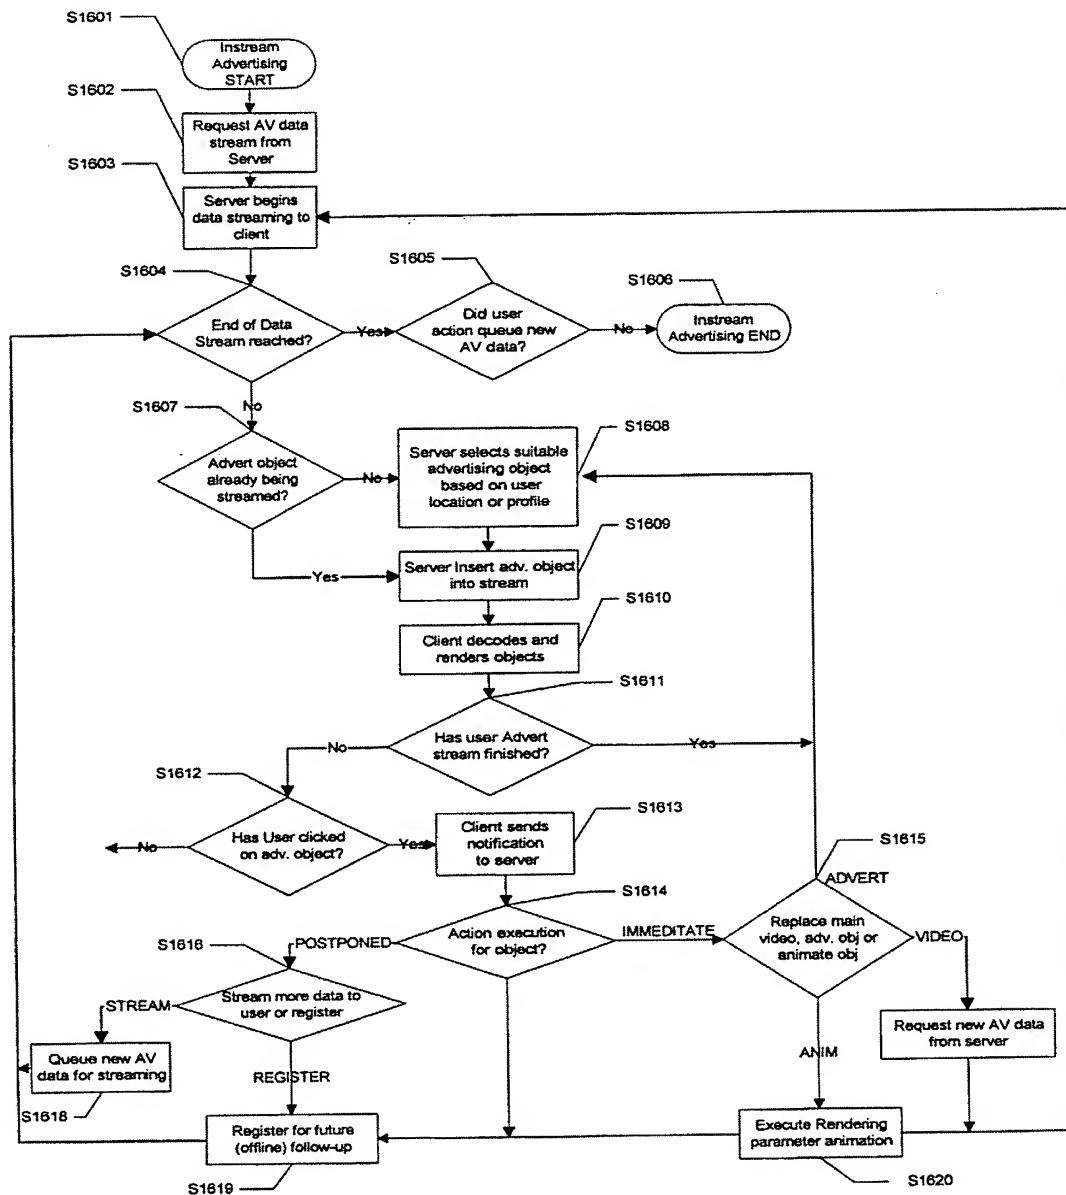 S1601
Instream
Advertising
START
S1602
Request AV data
stream from
Server
S1603
Server begins
data streaming to
client
S1604
End of Data
Stream reached?
Yes
S1605
Did user
action queue new
AV data?
No
S1606
Instream
Advertising END
No
S1607
Advert object
already being
streamed?
No
S1608
Server selects suitable
advertising object
based on user
location or profile
Yes
S1609
Server Insert adv. object
into stream
S1610
Client decodes and
renders objects
S1611
Has user Advert
stream finished?
No
Yes
S1612
Has User clicked
on adv. object?
No
Yes
S1613
Client sends
notification
to server
S1614
Action execution
for object?
POSTPONED
IMMEDITATE
S1615
ADVERT
Replace main
video, adv. obj or
animate obj
VIDEO
S1616
Stream more data to
user or register
STREAM
Request new AV data
from server
ANIM
Queue new AV
data for streaming
S1618
REGISTER
Register for future
(offline) follow-up
S1619
Execute Rendering
parameter animation
S1620